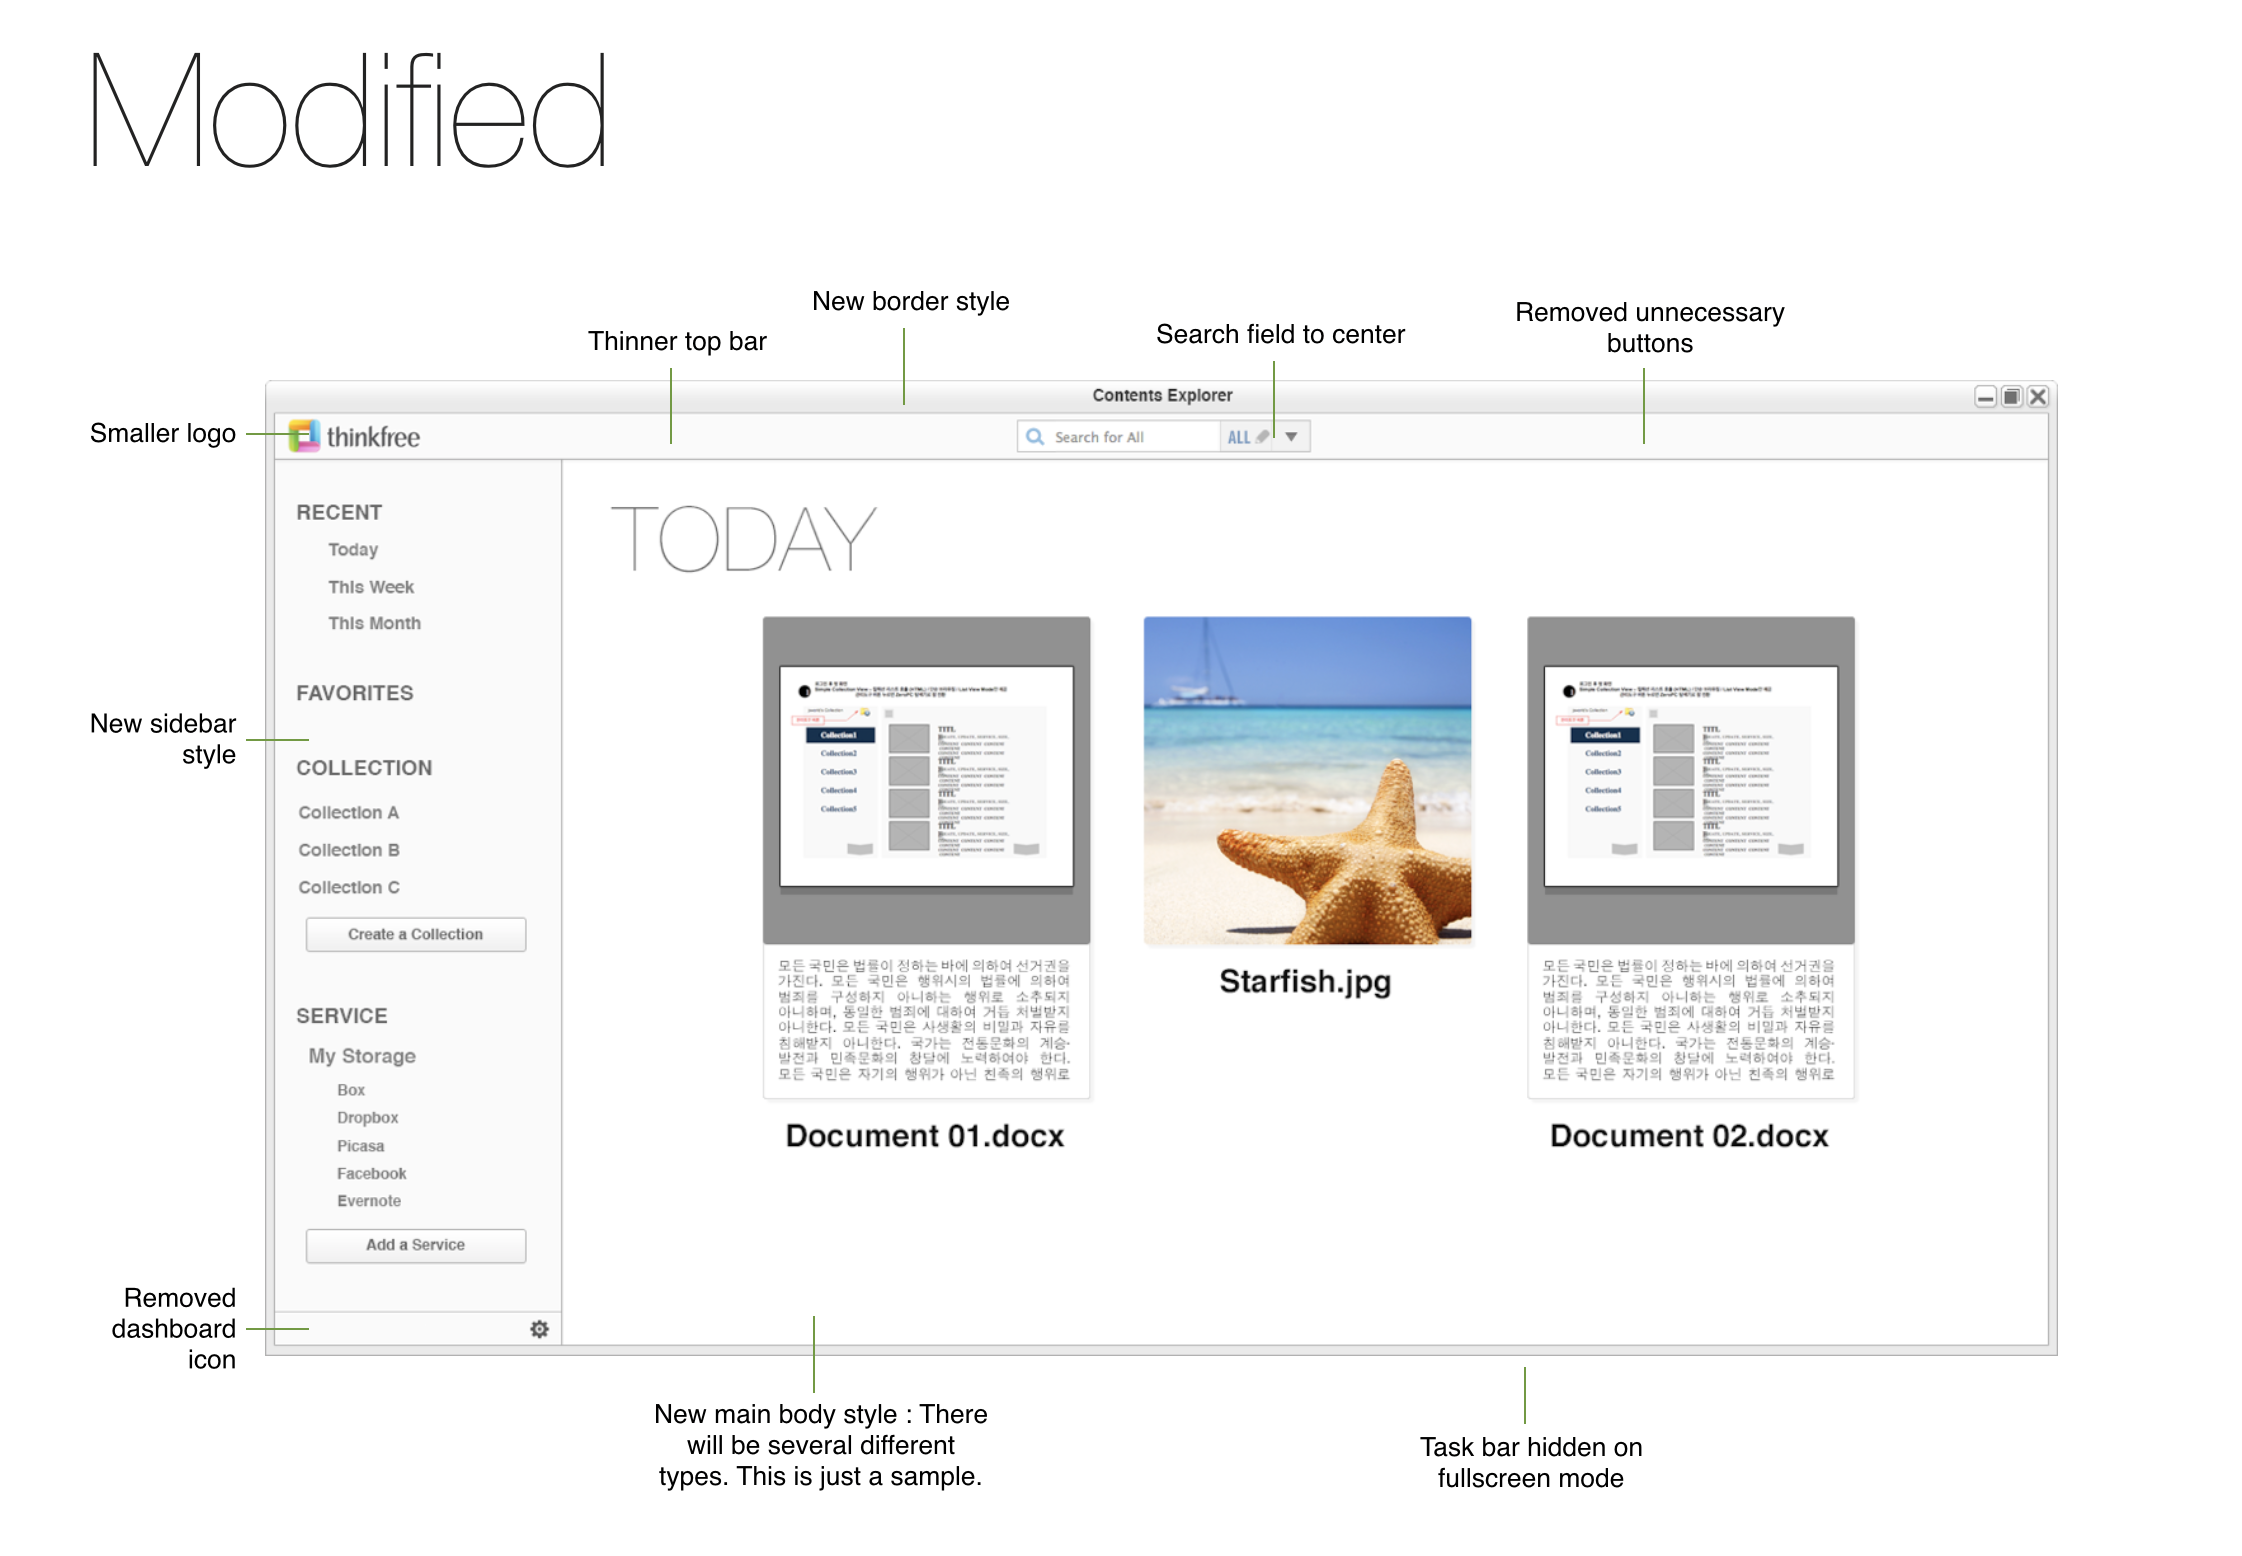 Modified
New border style
Thinner top bar
Search field to center
Removed unnecessary
buttons
Contents Explorer
Smaller logo
thinkfree
Search for All
ALL
RECENT
Today
This Week
This Month
FAVORITES
New sidebar
style
COLLECTION
Collection A
Collection B
Collection C
Create a Collection
SERVICE
My Storage
Box
Dropbox
Picasa
Facebook
Evernote
Add a Service
Removed
dashboard
icon
TODAY
Collection1
Collection2
Collection3
Collection4
Collection5
모든 국민은 법률이 정하는 바에 의하여 선거권을
가진다. 모든 국민은 행위시의 법률에 의하여
범죄를 구성하지 아니하는 행위로 소추되지
아니하며, 동일한 범죄에 대하여 거듭 처벌받지
아니한다. 모든 국민은 사생활의 비밀과 자유를
침해받지 아니한다. 국가는 전통문화의 계승·
발전과 민족문화의 창달에 노력하여야 한다.
모든 국민은 자기의 행위가 아닌 친족의 행위로
Document 01.docx
Starfish.jpg
Collection1
Collection2
Collection3
Collection4
Collection5
모든 국민은 법률이 정하는 바에 의하여 선거권을
가진다. 모든 국민은 행위시의 법률에 의하여
범죄를 구성하지 아니하는 행위로 소추되지
아니하며, 동일한 범죄에 대하여 거듭 처벌받지
아니한다. 모든 국민은 사생활의 비밀과 자유를
침해받지 아니한다. 국가는 전통문화의 계승·
발전과 민족문화의 창달에 노력하여야 한다.
모든 국민은 자기의 행위가 아닌 친족의 행위로
Document 02.docx
New main body style : There
will be several different
types. This is just a sample.
Task bar hidden on
fullscreen mode